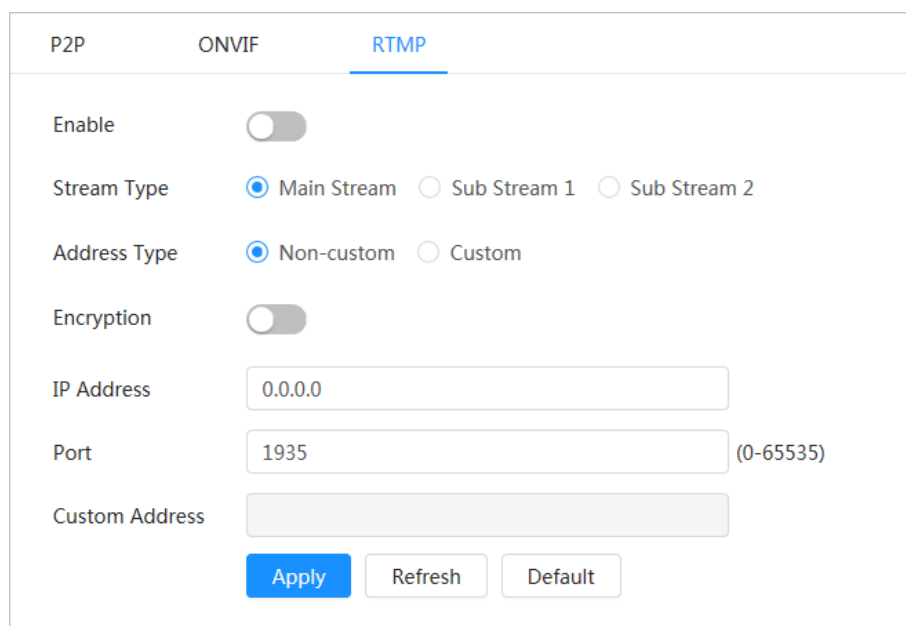 P2P ONVIF RTMP
Enable
Stream Type Main Stream Sub Stream 1 Sub Stream 2
Address Type Non-custom Custom
Encryption
IP Address 0.0.0.0
Port 1935 (0-65535)
Custom Address
Apply Refresh Default